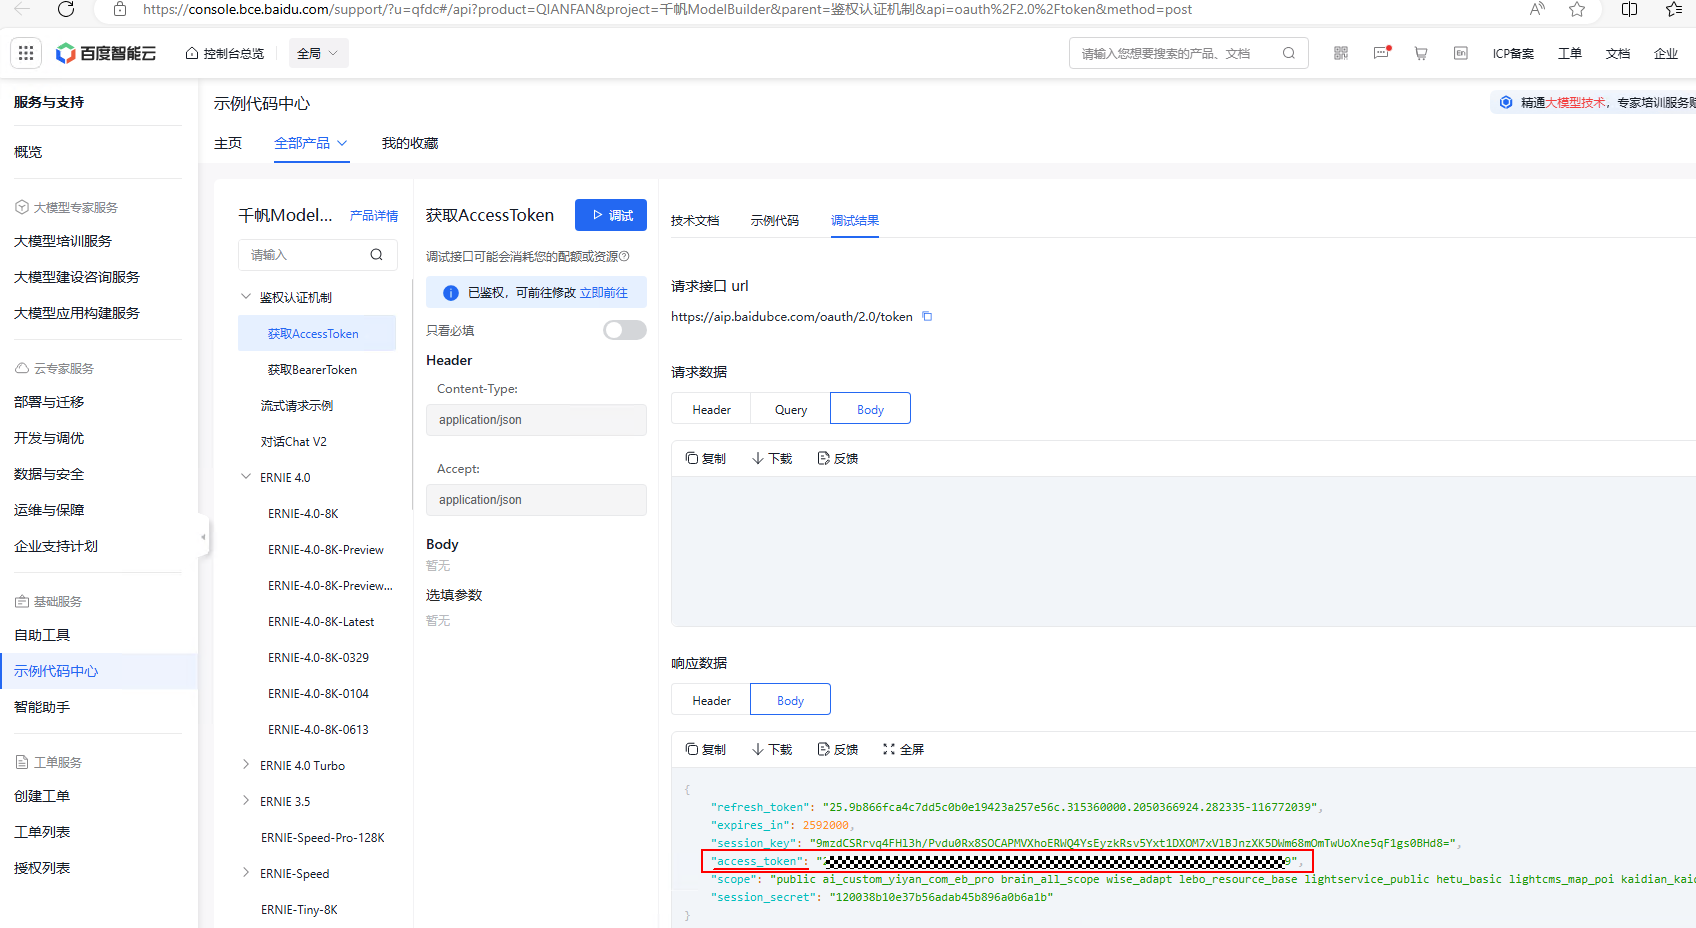 https://console.bce.baidu.com/support/?u=qfdc#/api?product=QIANFAN&project=千帆ModelBuilder&parent=鉴权认证机制&api=oauth%2F2.0%2Ftoken&method=post
百度智能云
控制台总览
全局
请输入您想要搜索的产品、文档
ICP备案
工单
文档
企业
服务与支持
概览
大模型专家服务
大模型培训服务
大模型建设咨询服务
大模型应用构建服务
云专家服务
部署与迁移
开发与调优
数据与安全
运维与保障
企业支持计划
基础服务
自助工具
示例代码中心
智能助手
工单服务
创建工单
工单列表
授权列表
示例代码中心
精通大模型技术，专家培训服务
主页
全部产品
我的收藏
千帆Model...
产品详情
请输入
鉴权认证机制
获取AccessToken
获取BearerToken
流式请求示例
对话Chat V2
ERNIE 4.0
ERNIE-4.0-8K
ERNIE-4.0-8K-Preview
ERNIE-4.0-8K-Preview...
ERNIE-4.0-8K-Latest
ERNIE-4.0-8K-0329
ERNIE-4.0-8K-0104
ERNIE-4.0-8K-0613
ERNIE 4.0 Turbo
ERNIE 3.5
ERNIE-Speed-Pro-128K
ERNIE-Speed
ERNIE-Tiny-8K
获取AccessToken
调试
调试接口可能会消耗您的配额或资源
已鉴权，可前往修改 立即前往
只看必填
Header
Content-Type:
application/json
Accept:
application/json
Body
暂无
选填参数
暂无
技术文档
示例代码
调试结果
请求接口 url
https://aip.baidubce.com/oauth/2.0/token
请求数据
Header
Query
Body
复制
下载
反馈
响应数据
Header
Body
复制
下载
反馈
全屏
{
"refresh_token": "25.9b866fca4c7dd5c0b0e19423a257e56c.315360000.2050366924.282335-116772039",
"expires_in": 2592000,
"session_key": "9mzdCSRrvq4FHl3h/Pvdu0Rx8SOCAPMVXhoERWQ4YsEyzkRsv5Yxt1DXOM7xVlBJnzXK5DWm68mOmTwUoXne5qF1gs0BHd8=",
"access_token": "2 9",
"scope": "public ai_custom_yiyan_com_eb_pro brain_all_scope wise_adapt lebo_resource_base lightservice_public hetu_basic lightcms_map_poi kaidian_kaid
"session_secret": "120038b10e37b56adab45b896a0b6a1b"
}